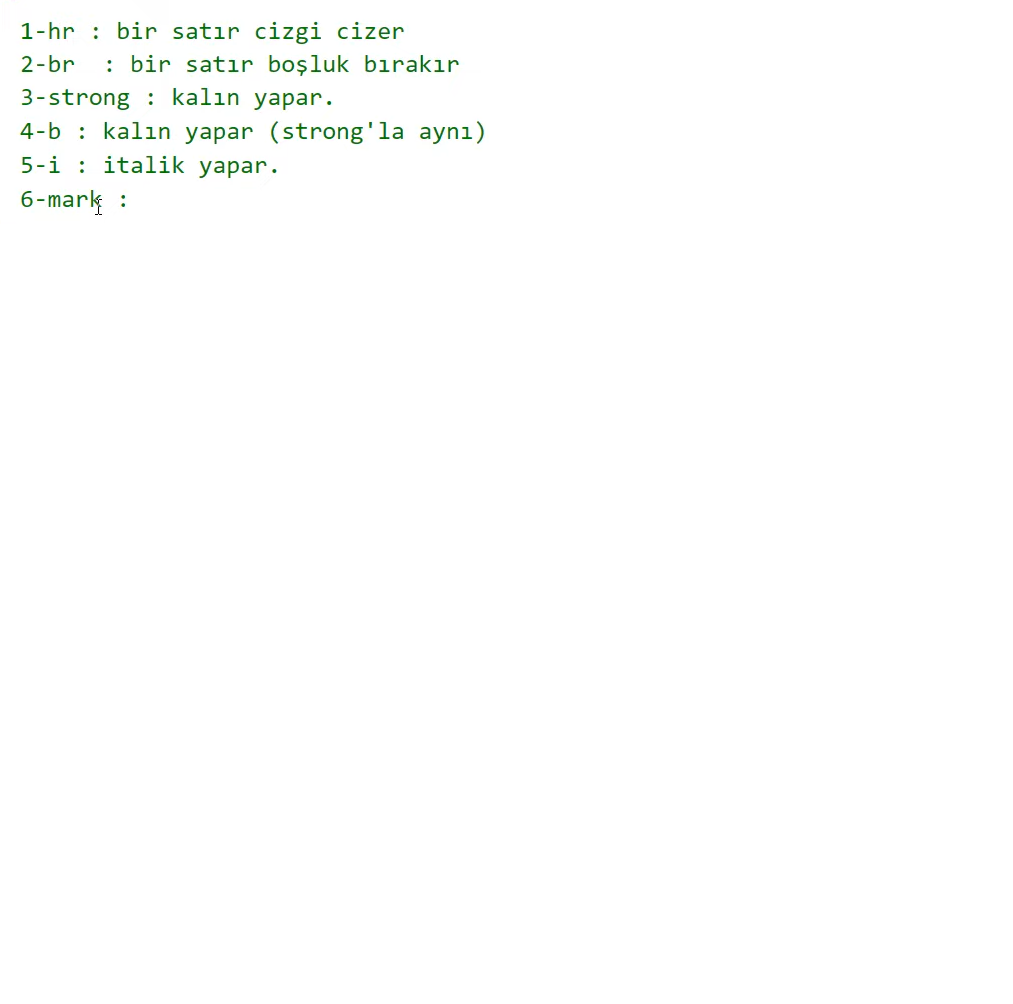 1-hr : bir satır cizgi cizer
2-br  : bir satır boşluk bırakır
3-strong : kalın yapar.
4-b : kalın yapar (strong'la aynı)
5-i : italik yapar.
6-mark :